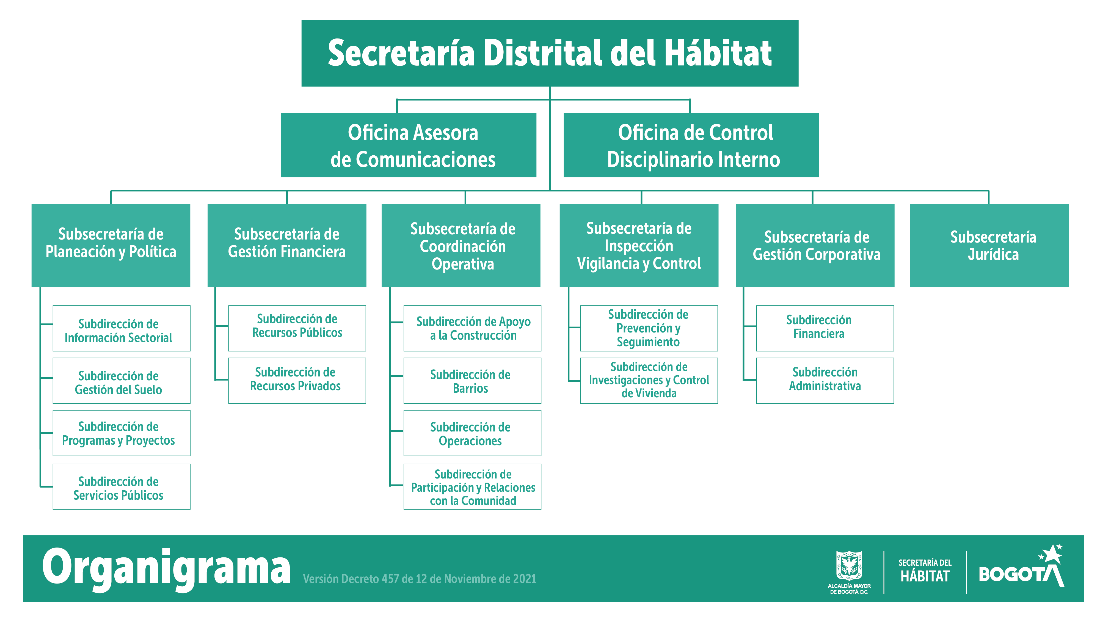 Secretaría Distrital del Hábitat
Oficina Asesora
de Comunicaciones
Oficina de Control
Disciplinario Interno
Subsecretaría de
Planeación y Política
Subsecretaría de
Gestión Financiera
Subsecretaría de
Coordinación
Operativa
Subsecretaría de
Inspección
Vigilancia y Control
Subsecretaría de
Gestión Corporativa
Subsecretaría
Jurídica
Subdirección de
Información Sectorial
Subdirección de
Gestión del Suelo
Subdirección de
Programas y Proyectos
Subdirección de
Servicios Públicos
Subdirección de
Recursos Públicos
Subdirección de
Recursos Privados
Subdirección de Apoyo
a la Construcción
Subdirección de
Barrios
Subdirección de
Operaciones
Subdirección de
Participación y Relaciones
con la Comunidad
Subdirección de
Prevención y
Seguimiento
Subdirección de
Investigaciones y Control
de Vivienda
Subdirección
Financiera
Subdirección
Administrativa
Organigrama
Versión Decreto 457 de 12 de Noviembre de 2021
ALCALDÍA MAYOR
DE BOGOTÁ D.C.
SECRETARÍA DEL
HÁBITAT
BOGOTÁ